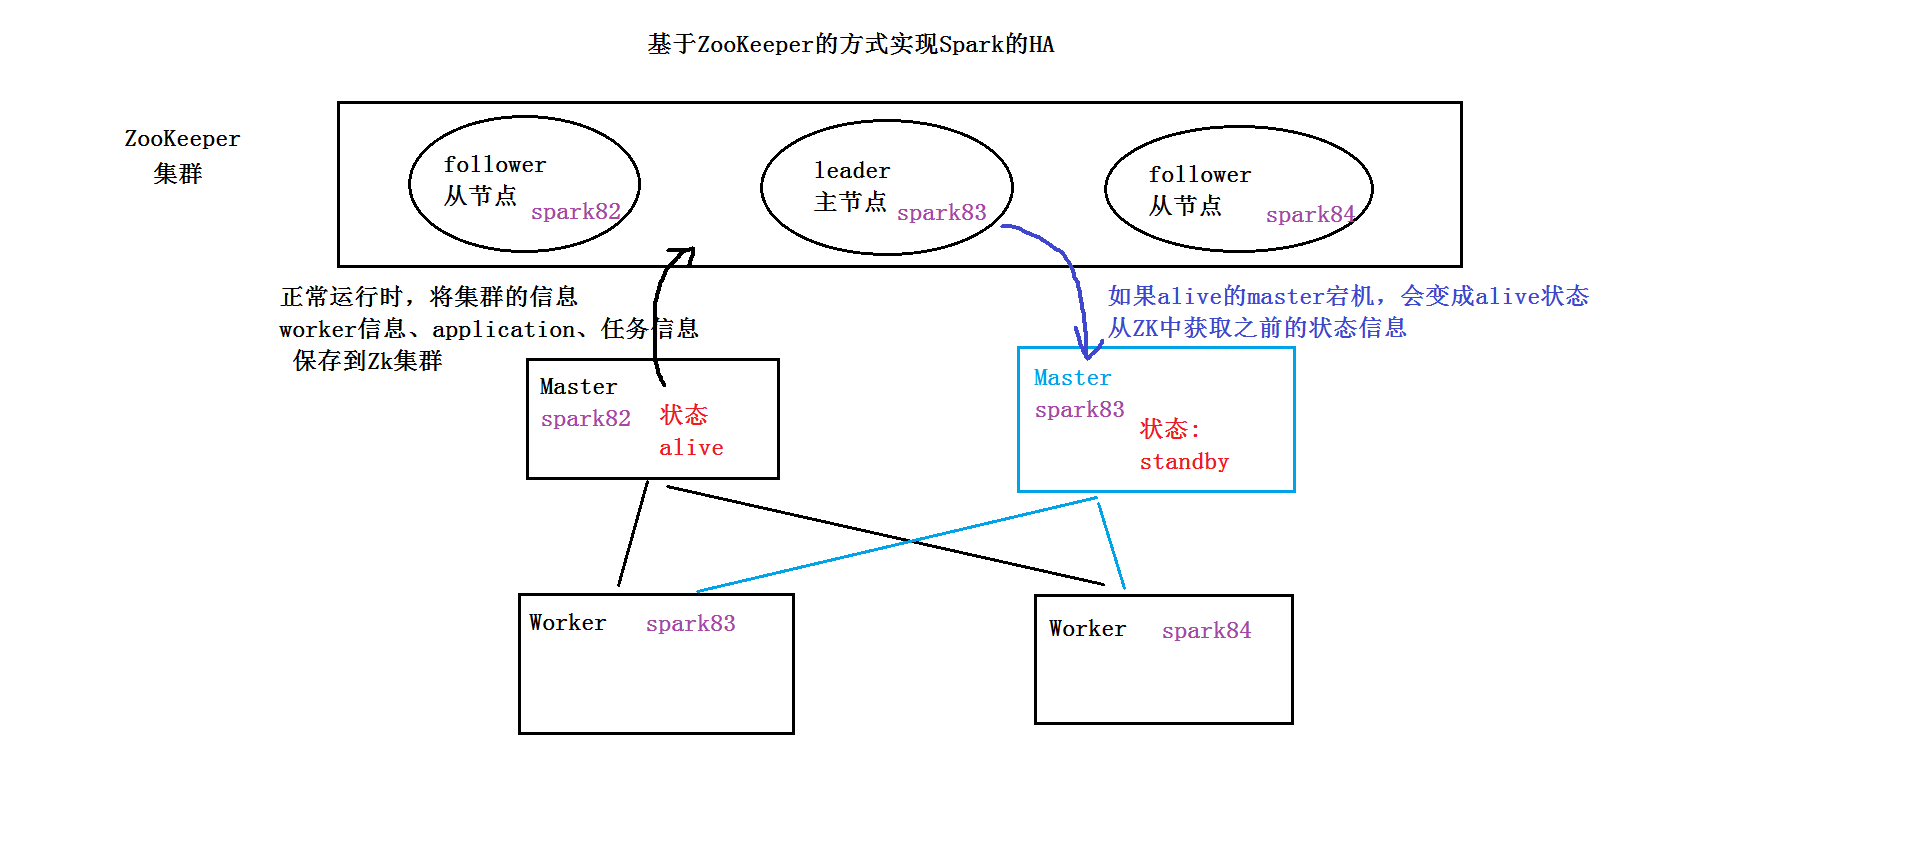 基于ZooKeeper的方式实现Spark的HA
ZooKeeper
集群
follower
从节点
spark82
leader
主节点
spark83
follower
从节点
spark84
正常运行时，将集群的信息
worker信息、application、任务信息
保存到Zk集群
如果alive的master宕机，会变成alive状态
从ZK中获取之前的状态信息
Master
spark82
状态
alive
Master
spark83
状态:
standby
Worker spark83
Worker spark84